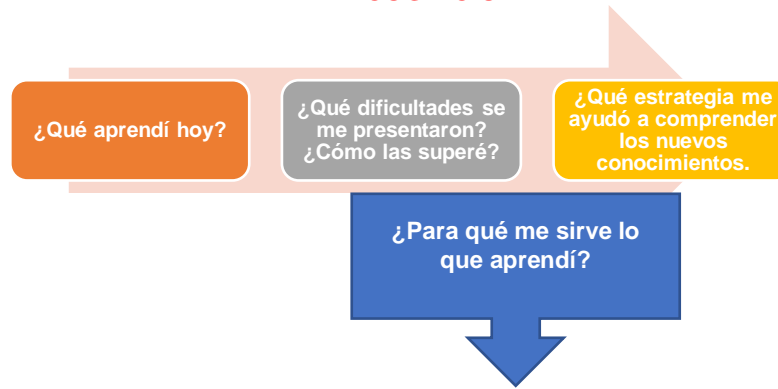 ¿Qué aprendí hoy?
¿Qué dificultades se
me presentaron?
¿Cómo las superé?
¿Qué estrategia me
ayudó a comprender
los nuevos
conocimientos.
¿Para qué me sirve lo
que aprendí?